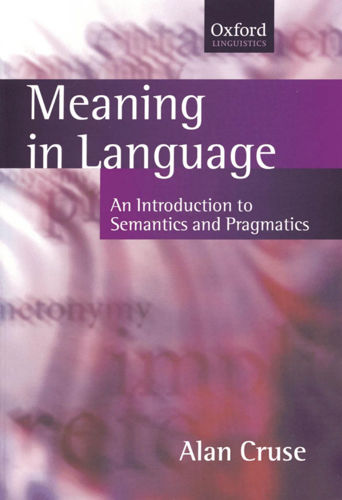 Oxford
LINGUISTICS
Meaning
in Language
An Introduction to
Semantics and Pragmatics
metonymy
Alan Cruse